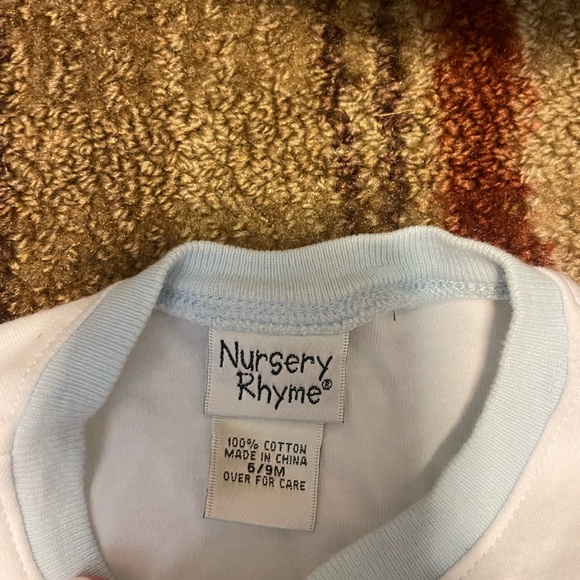 Nursery
Rhyme®
100% COTTON
MADE IN CHINA
6/9M
OVER FOR CARE